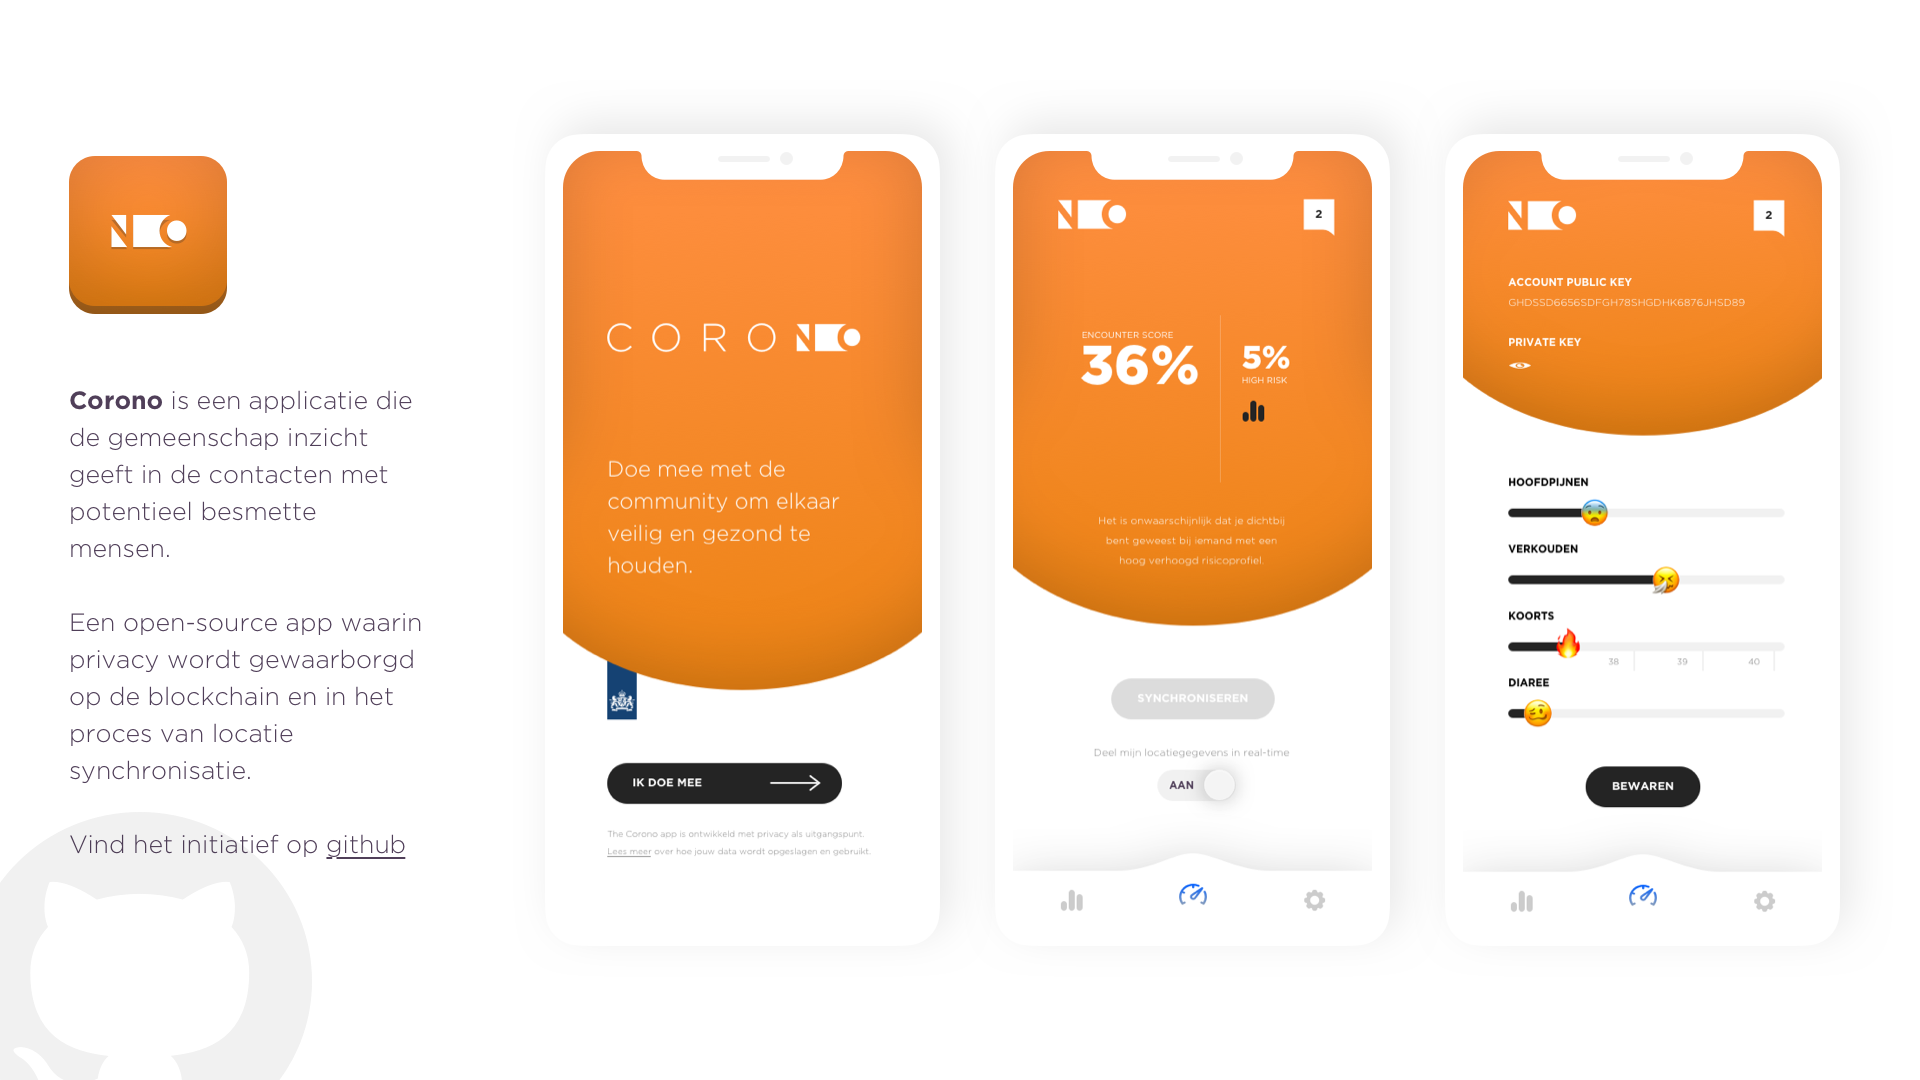 Corono is een applicatie die
de gemeenschap inzicht
geeft in de contacten met
potentieel besmette
mensen.
Een open-source app waarin
privacy wordt gewaarborgd
op de blockchain en in het
proces van locatie
synchronisatie.
Vind het initiatief op github
CORONO
Doe mee met de
community om elkaar
veilig en gezond te
houden.
IK DOE MEE
The Corono app is ontwikkeld met privacy als uitgangspunt.
Lees meer over hoe jouw data wordt opgeslagen en gebruikt.
2
ENCOUNTER SCORE
36%
5%
HIGH RISK
Het is onwaarschijnlijk dat je dichtbij
bent geweest bij iemand met een
hoog verhoogd risicoprofiel.
SYNCHRONISEREN
Deel mijn locatiegegevens in real-time
AAN
2
ACCOUNT PUBLIC KEY
GHDSSD6656SDFGH78SHGDHK6876JHSD89
PRIVATE KEY
HOOFDPIJNEN
VERKOUDEN
KOORTS
38 39 40
DIAREE
BEWAREN